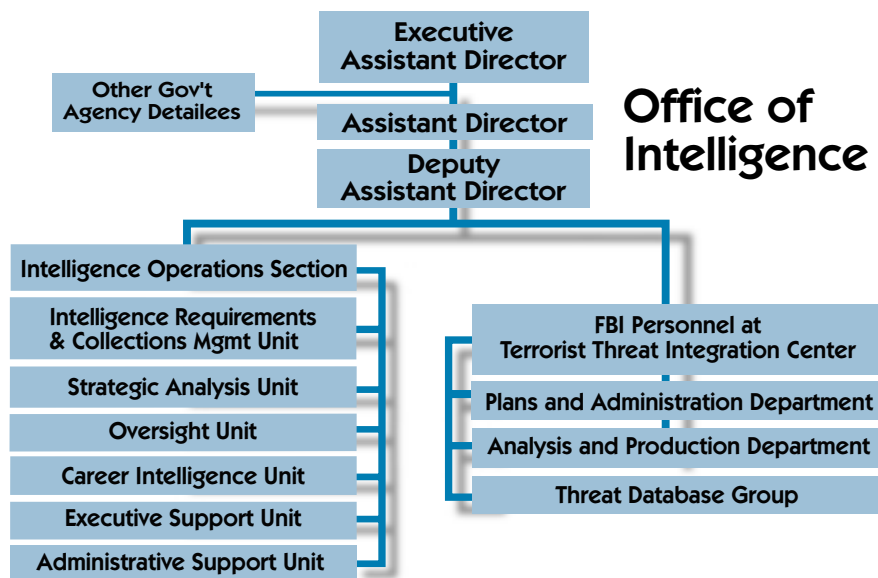 Executive
Assistant Director
Other Gov't
Agency Detailees
Office of
Intelligence
Assistant Director
Deputy
Assistant Director
Intelligence Operations Section
Intelligence Requirements
& Collections Mgmt Unit
Strategic Analysis Unit
Oversight Unit
Career Intelligence Unit
Executive Support Unit
Administrative Support Unit
FBI Personnel at
Terrorist Threat Integration Center
Plans and Administration Department
Analysis and Production Department
Threat Database Group